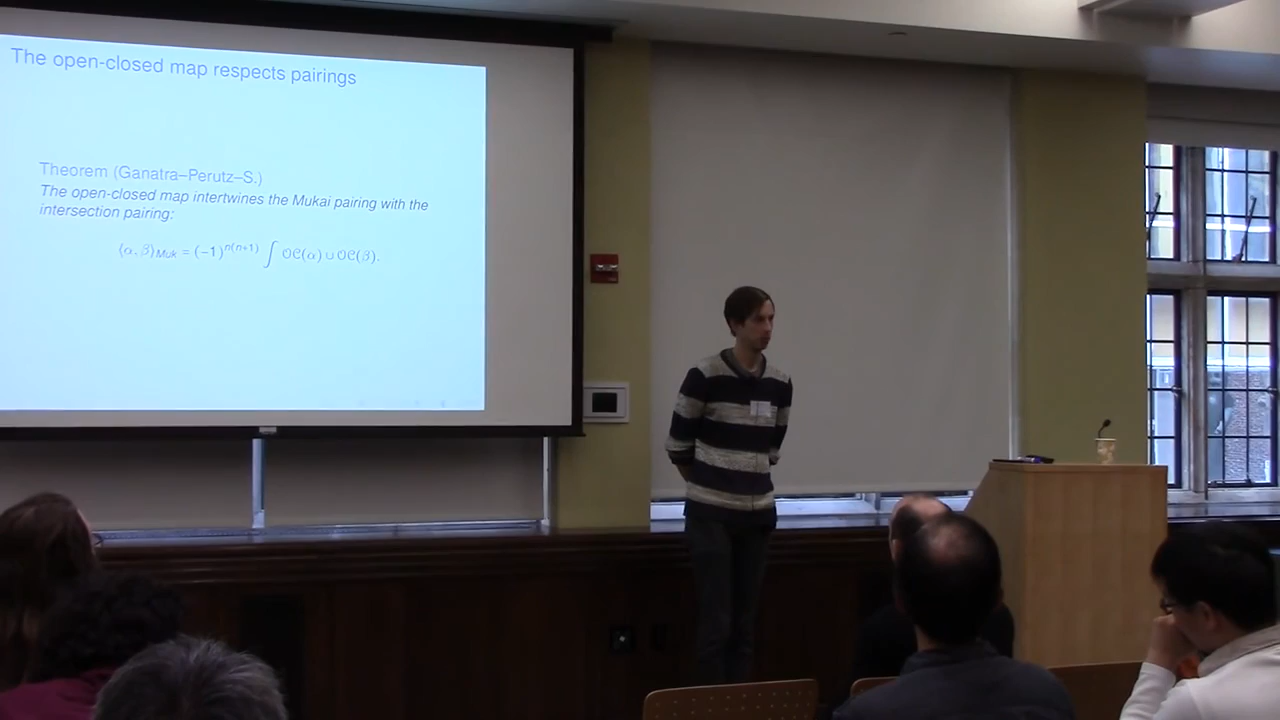 The open-closed map respects pairings
Theorem (Ganatra–Perutz–S.)
The open-closed map intertwines the Mukai pairing with the
intersection pairing:
⟨α, β⟩Muk = (−1)^{n(n+1)} ∫ 𝒪𝒞(α) ∪ 𝒪𝒞(β).